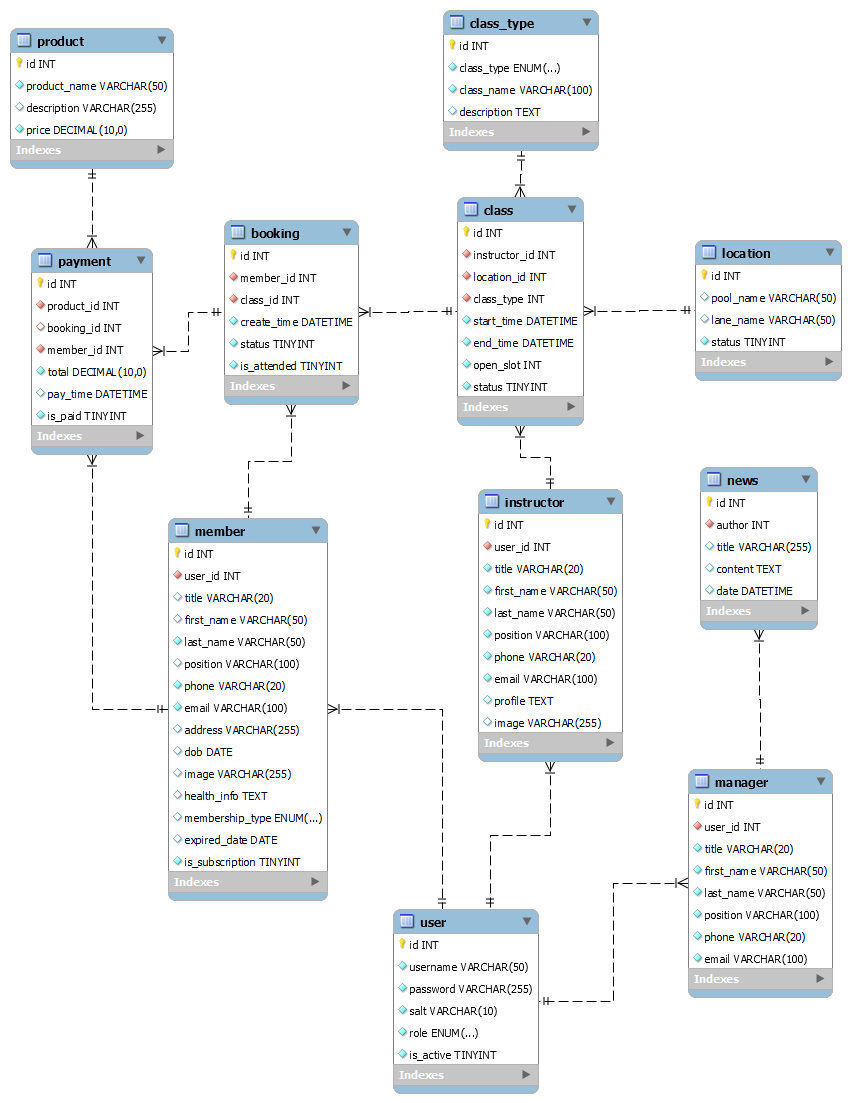 product
id INT
product_name VARCHAR(50)
description VARCHAR(255)
price DECIMAL(10,0)
Indexes
class_type
id INT
class_type ENUM(...)
class_name VARCHAR(100)
description TEXT
Indexes
payment
id INT
product_id INT
booking_id INT
member_id INT
total DECIMAL(10,0)
pay_time DATETIME
is_paid TINYINT
Indexes
booking
id INT
member_id INT
class_id INT
create_time DATETIME
status TINYINT
is_attended TINYINT
Indexes
class
id INT
instructor_id INT
location_id INT
class_type INT
start_time DATETIME
end_time DATETIME
open_slot INT
status TINYINT
Indexes
location
id INT
pool_name VARCHAR(50)
lane_name VARCHAR(50)
status TINYINT
Indexes
member
id INT
user_id INT
title VARCHAR(20)
first_name VARCHAR(50)
last_name VARCHAR(50)
position VARCHAR(100)
phone VARCHAR(20)
email VARCHAR(100)
address VARCHAR(255)
dob DATE
image VARCHAR(255)
health_info TEXT
membership_type ENUM(...)
expired_date DATE
is_subscription TINYINT
Indexes
instructor
id INT
user_id INT
title VARCHAR(20)
first_name VARCHAR(50)
last_name VARCHAR(50)
position VARCHAR(100)
phone VARCHAR(20)
email VARCHAR(100)
profile TEXT
image VARCHAR(255)
Indexes
news
id INT
author INT
title VARCHAR(255)
content TEXT
date DATETIME
Indexes
manager
id INT
user_id INT
title VARCHAR(20)
first_name VARCHAR(50)
last_name VARCHAR(50)
position VARCHAR(100)
phone VARCHAR(20)
email VARCHAR(100)
Indexes
user
id INT
username VARCHAR(50)
password VARCHAR(255)
salt VARCHAR(10)
role ENUM(...)
is_active TINYINT
Indexes